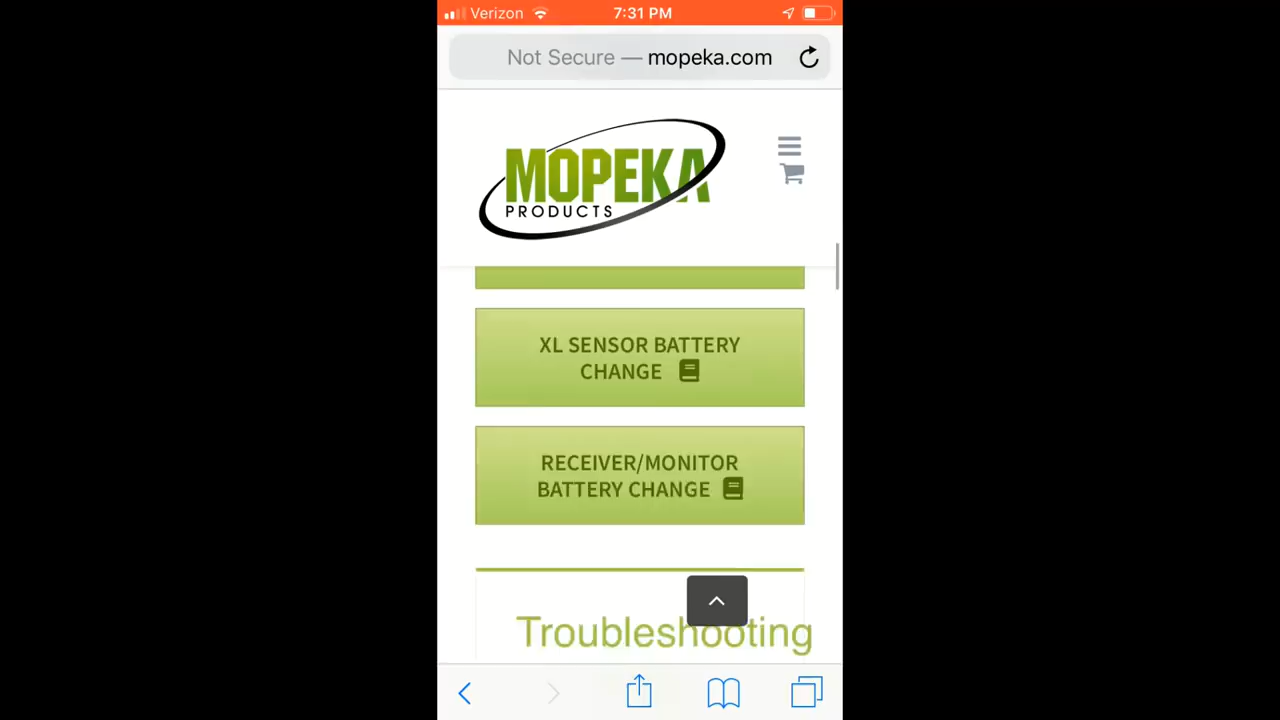 Verizon 7:31 PM
Not Secure — mopeka.com
MOPEKA
PRODUCTS
XL SENSOR BATTERY
CHANGE
RECEIVER/MONITOR
BATTERY CHANGE
Troubleshooting